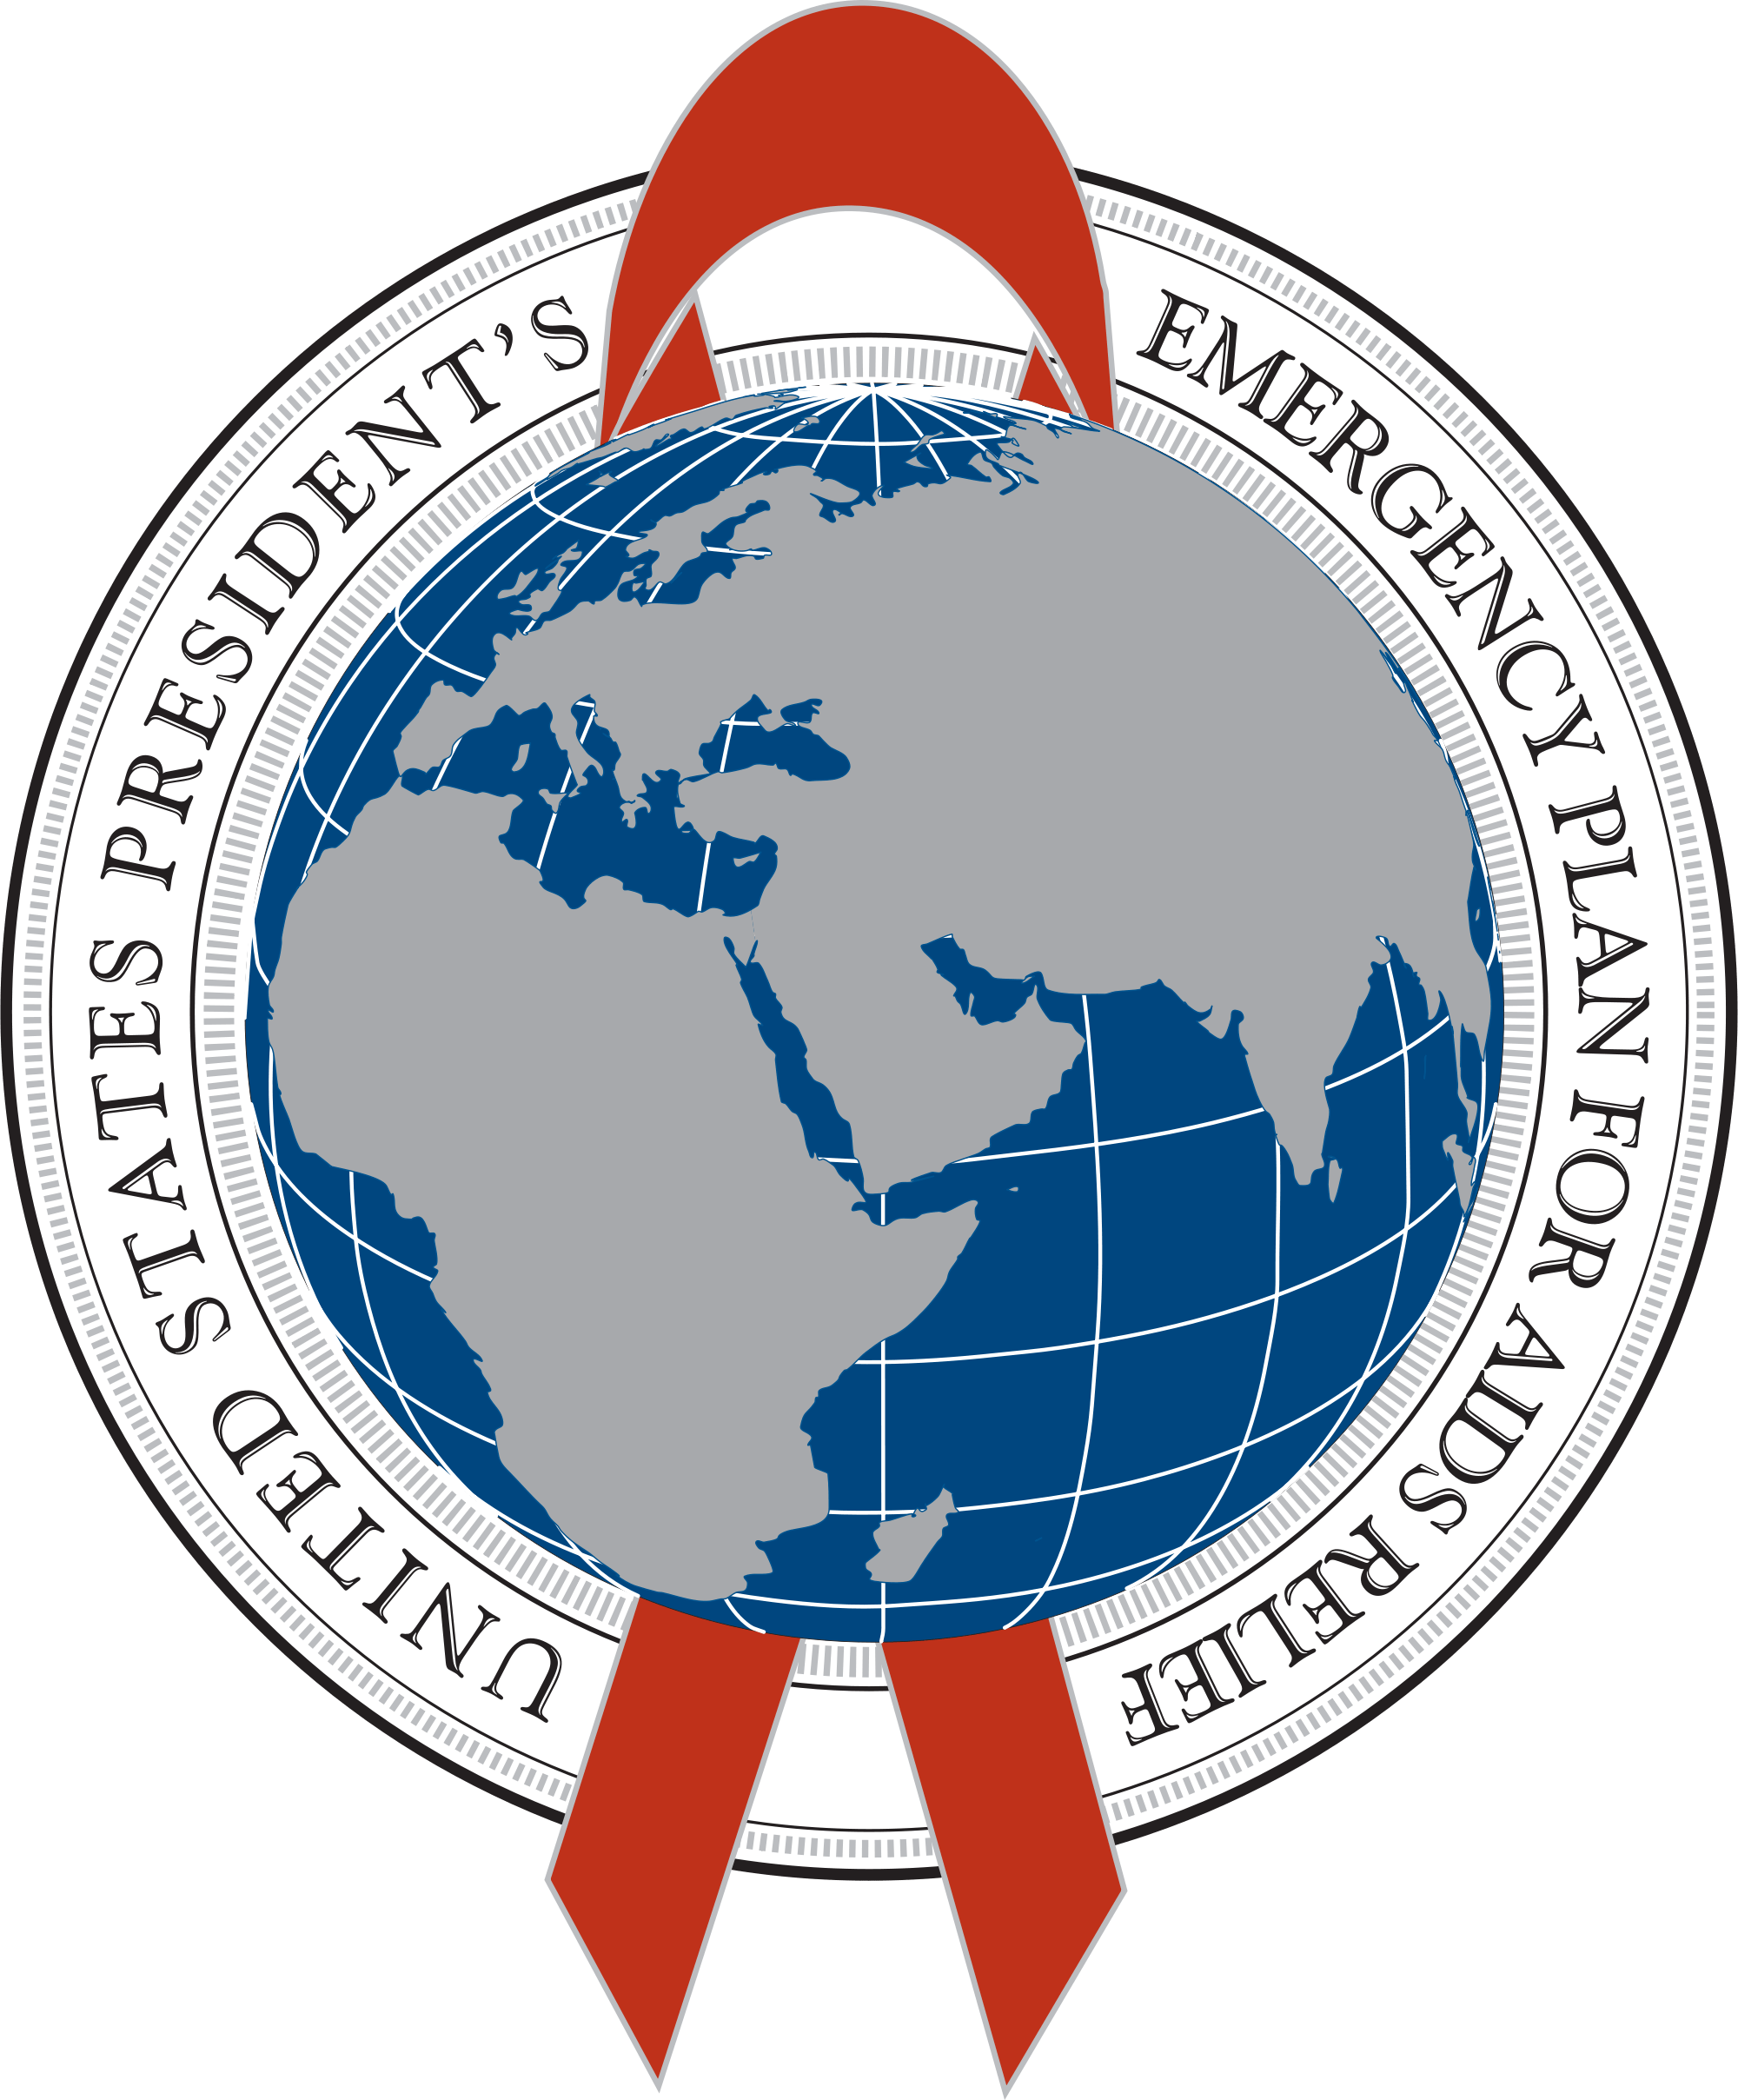 UNITED STATES PRESIDENT'S
EMERGENCY PLAN FOR AIDS RELIEF